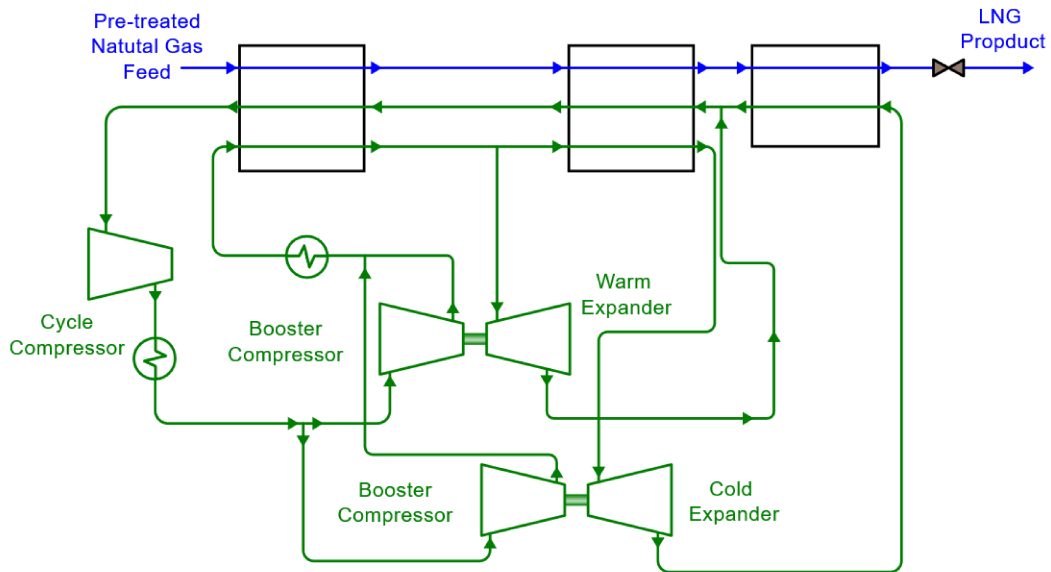 Pre-treated
Natutal Gas
Feed
LNG
Propduct
Cycle
Compressor
Booster
Compressor
Warm
Expander
Booster
Compressor
Cold
Expander